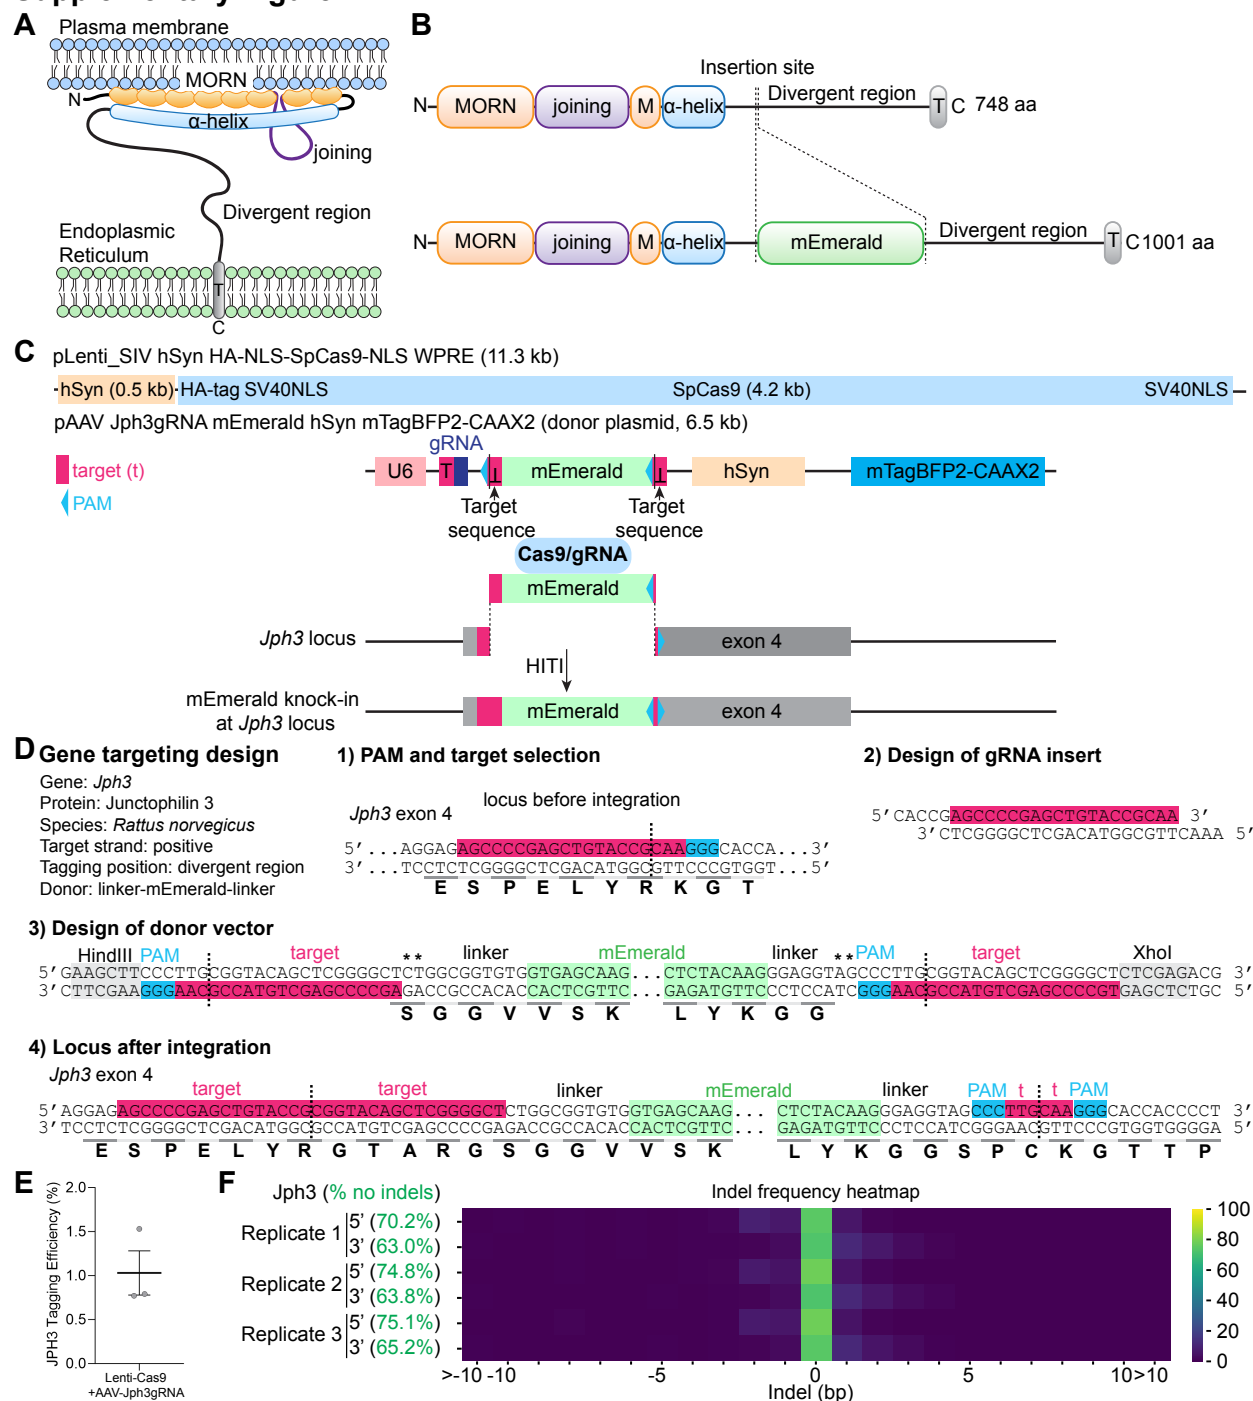 A
Plasma membrane
MORN
N
α-helix
joining
Divergent region
Endoplasmic
Reticulum
T
C
B
Insertion site
N MORN joining M α-helix Divergent region T C 748 aa
N MORN joining M α-helix mEmerald Divergent region T C 1001 aa
C
pLenti_SIV hSyn HA-NLS-SpCas9-NLS WPRE (11.3 kb)
hSyn (0.5 kb) HA-tag SV40NLS SpCas9 (4.2 kb) SV40NLS
pAAV Jph3gRNA mEmerald hSyn mTagBFP2-CAAX2 (donor plasmid, 6.5 kb)
gRNA
target (t)
PAM
U6 T T mEmerald T hSyn mTagBFP2-CAAX2
Target sequence
Target sequence
Cas9/gRNA
mEmerald
Jph3 locus exon 4
HITI
mEmerald knock-in
at Jph3 locus
mEmerald exon 4
D Gene targeting design
Gene: Jph3
Protein: Junctophilin 3
Species: Rattus norvegicus
Target strand: positive
Tagging position: divergent region
Donor: linker-mEmerald-linker
1) PAM and target selection
locus before integration
Jph3 exon 4
5′...AGGAGAGCCCCGAGCTGTACCGCAAGGGCACCA...3′
3′...TCCTCTCGGGGCTCGACATGGCGTTCCCGTGGT...5′
E S P E L Y R K G T
2) Design of gRNA insert
5′CACCGAGCCCCGAGCTGTACCGCAA 3′
3′CTCGGGGCTCGACATGGCGTTCAAA 5′
3) Design of donor vector
HindIII PAM target ** linker mEmerald linker ** PAM target XhoI
5′GAAGCTTCCCTTGCGGTACAGCTCGGGGCTCTGGCGGTGTGGTGAGCAAG...CTCTACAAGGGAGGTAGCCCTTGCGGTACAGCTCGGGGCTCTCGAGACG 3′
3′CTTCGAAGGGAACGCCATGTCGAGCCCCGAGACCGCCACACCACTCGTTC...GAGATGTTCCCTCCATCGGGAACGCCATGTCGAGCCCCGTGAGCTCTGC 5′
S G G V V S K L Y K G G
4) Locus after integration
Jph3 exon 4
target target linker mEmerald linker PAM t t PAM
5′AGGAGAGCCCCGAGCTGTACCGCGGTACAGCTCGGGGCTCTGGCGGTGTGGTGAGCAAG... CTCTACAAGGGAGGTAGCCCTTGCAAGGGCACCACCCCT 3′
3′TCCTCTCGGGGCTCGACATGGCGCCATGTCGAGCCCCGAGACCGCCACACCACTCGTTC... GAGATGTTCCCTCCATCGGGAACGTTCCCGTGGTGGGGA 5′
E S P E L Y R G T A R G S G G V V S K L Y K G G S P C K G T T P
E
JPH3 Tagging Efficiency (%)
2.0
1.5
1.0
0.5
0.0
Lenti-Cas9
+AAV-Jph3gRNA
F
Jph3 (% no indels)
Indel frequency heatmap
Replicate 1
5′ (70.2%)
3′ (63.0%)
Replicate 2
5′ (74.8%)
3′ (63.8%)
Replicate 3
5′ (75.1%)
3′ (65.2%)
>-10 -10 -5 0 5 10 >10
Indel (bp)
100
80
60
40
20
0